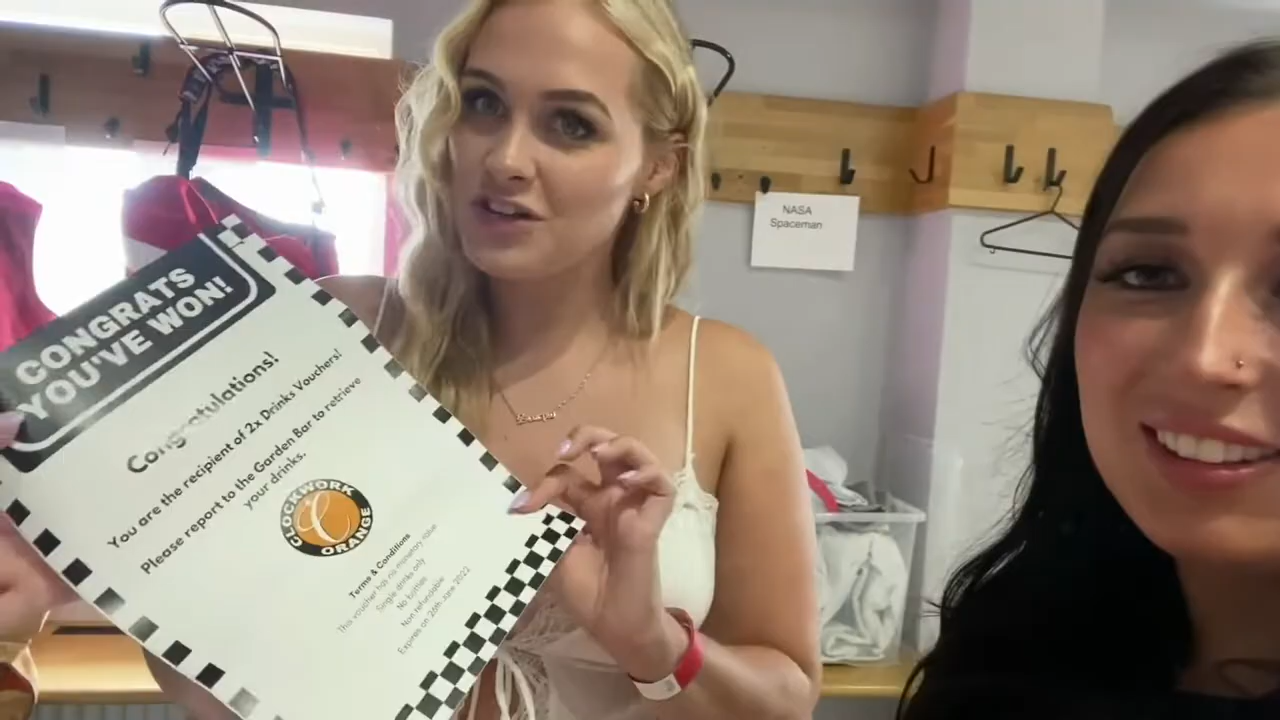 CONGRATS
YOU'VE WON!
Congratulations!
You are the recipient of 2x Drinks Vouchers!
Please report to the Garden Bar to retrieve
your drinks.
CLOCKWORK
ORANGE
Terms & Conditions
This voucher has no monetary value
Single drinks only
No bottles
Non refundable
Expires on 26th June 2022
NASA
Spaceman